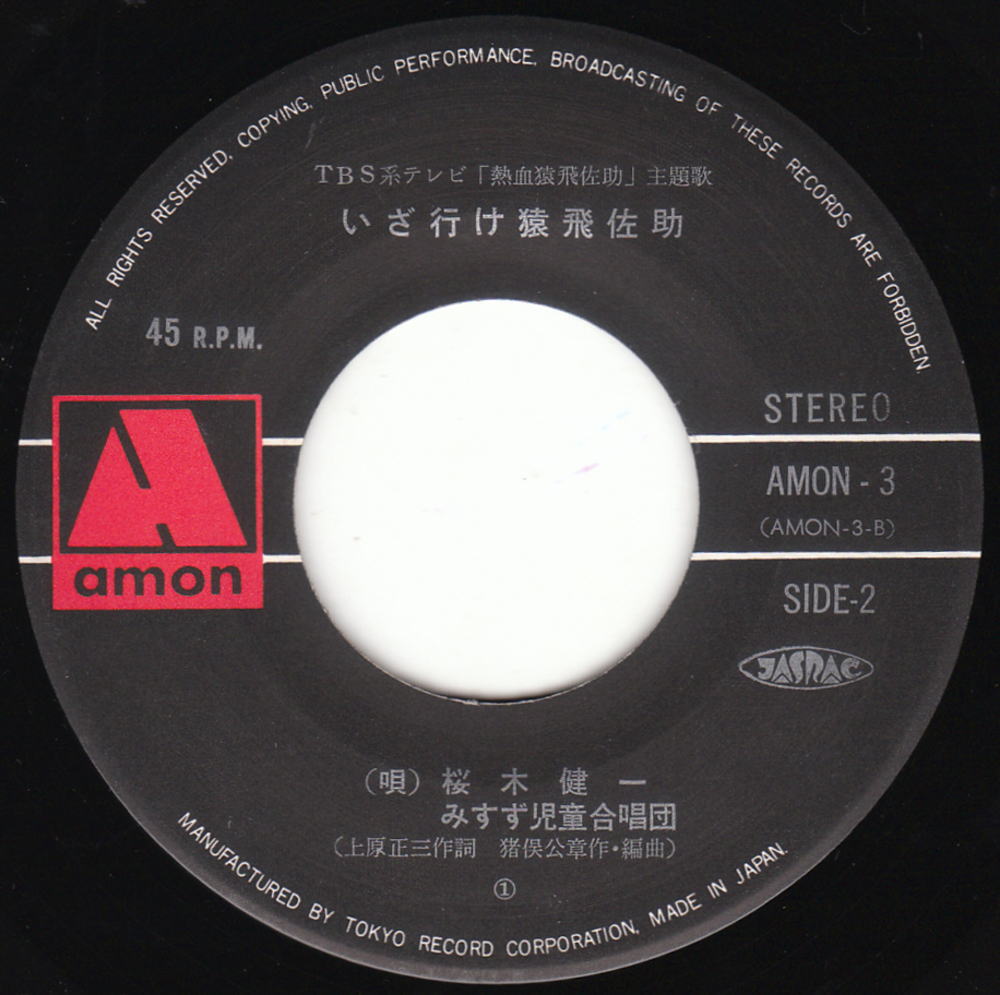 ALL RIGHTS RESERVED. COPYING. PUBLIC PERFORMANCE. BROADCASTING OF THESE RECORDS ARE FORBIDDEN.
TBS系テレビ「熱血猿飛佐助」主題歌
いざ行け猿飛佐助
45 R.P.M.
STEREO
AMON - 3
(AMON-3-B)
SIDE-2
amon
JASRAC
(唄) 桜木健一
みすず児童合唱団
(上原正三作詞 猪俣公章作・編曲)
①
MANUFACTURED BY TOKYO RECORD CORPORATION, MADE IN JAPAN.